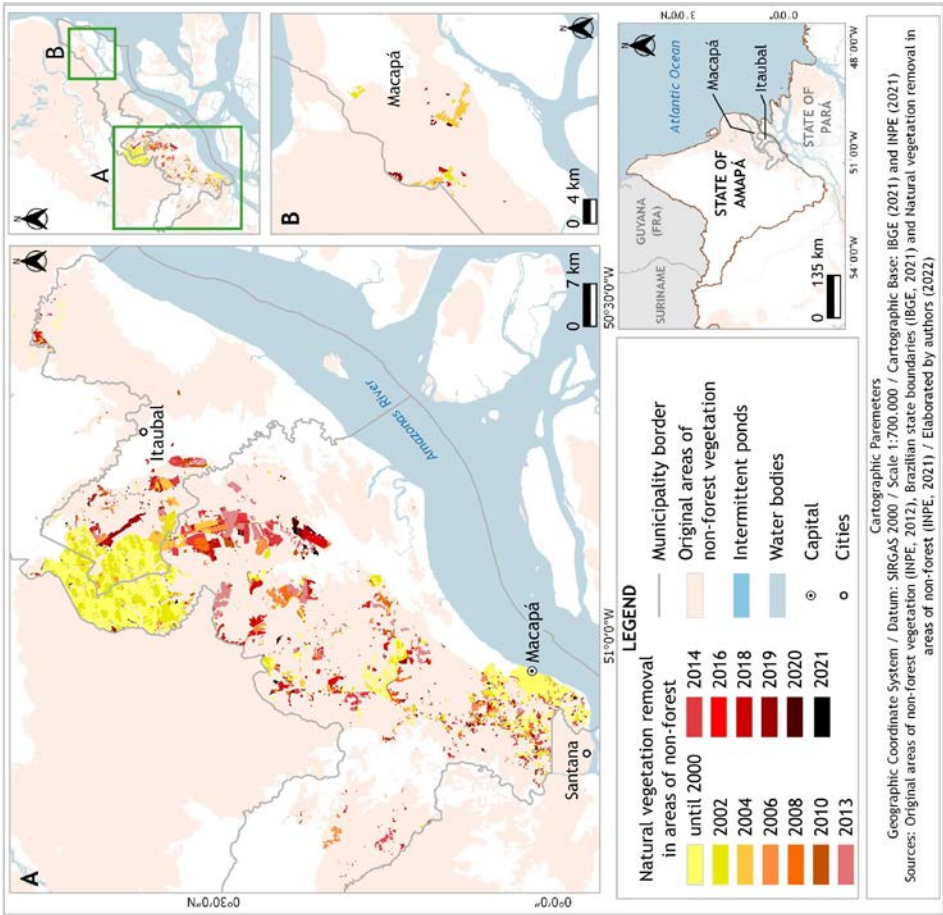 A
N
Itaubal
Amazonas River
Macapá
Santana
0 7 km
0°30'0"N
0°0'0"
51°0'0"W
50°30'0"W
N
A
B
B
N
Macapá
0 4 km
LEGEND
Natural vegetation removal
in areas of non-forest
until 2000
2002
2004
2006
2008
2010
2013
2014
2016
2018
2019
2020
2021
Municipality border
Original areas of
non-forest vegetation
Intermittent ponds
Water bodies
Capital
Cities
N
SURINAME
GUYANA
(FRA)
STATE OF
AMAPÁ
Atlantic Ocean
Macapá
Itaubal
STATE OF
PARÁ
0 135 km
54°0'0"W
51°0'0"W
48°0'0"W
Cartographic Paremeters
Geographic Coordinate System / Datum: SIRGAS 2000 / Scale 1:700.000 / Cartographic Base: IBGE (2021) and INPE (2021)
Sources: Original areas of non-forest vegetation (INPE, 2012), Brazilian state boundaries (IBGE, 2021) and Natural vegetation removal in
areas of non-forest (INPE, 2021) / Elaborated by authors (2022)